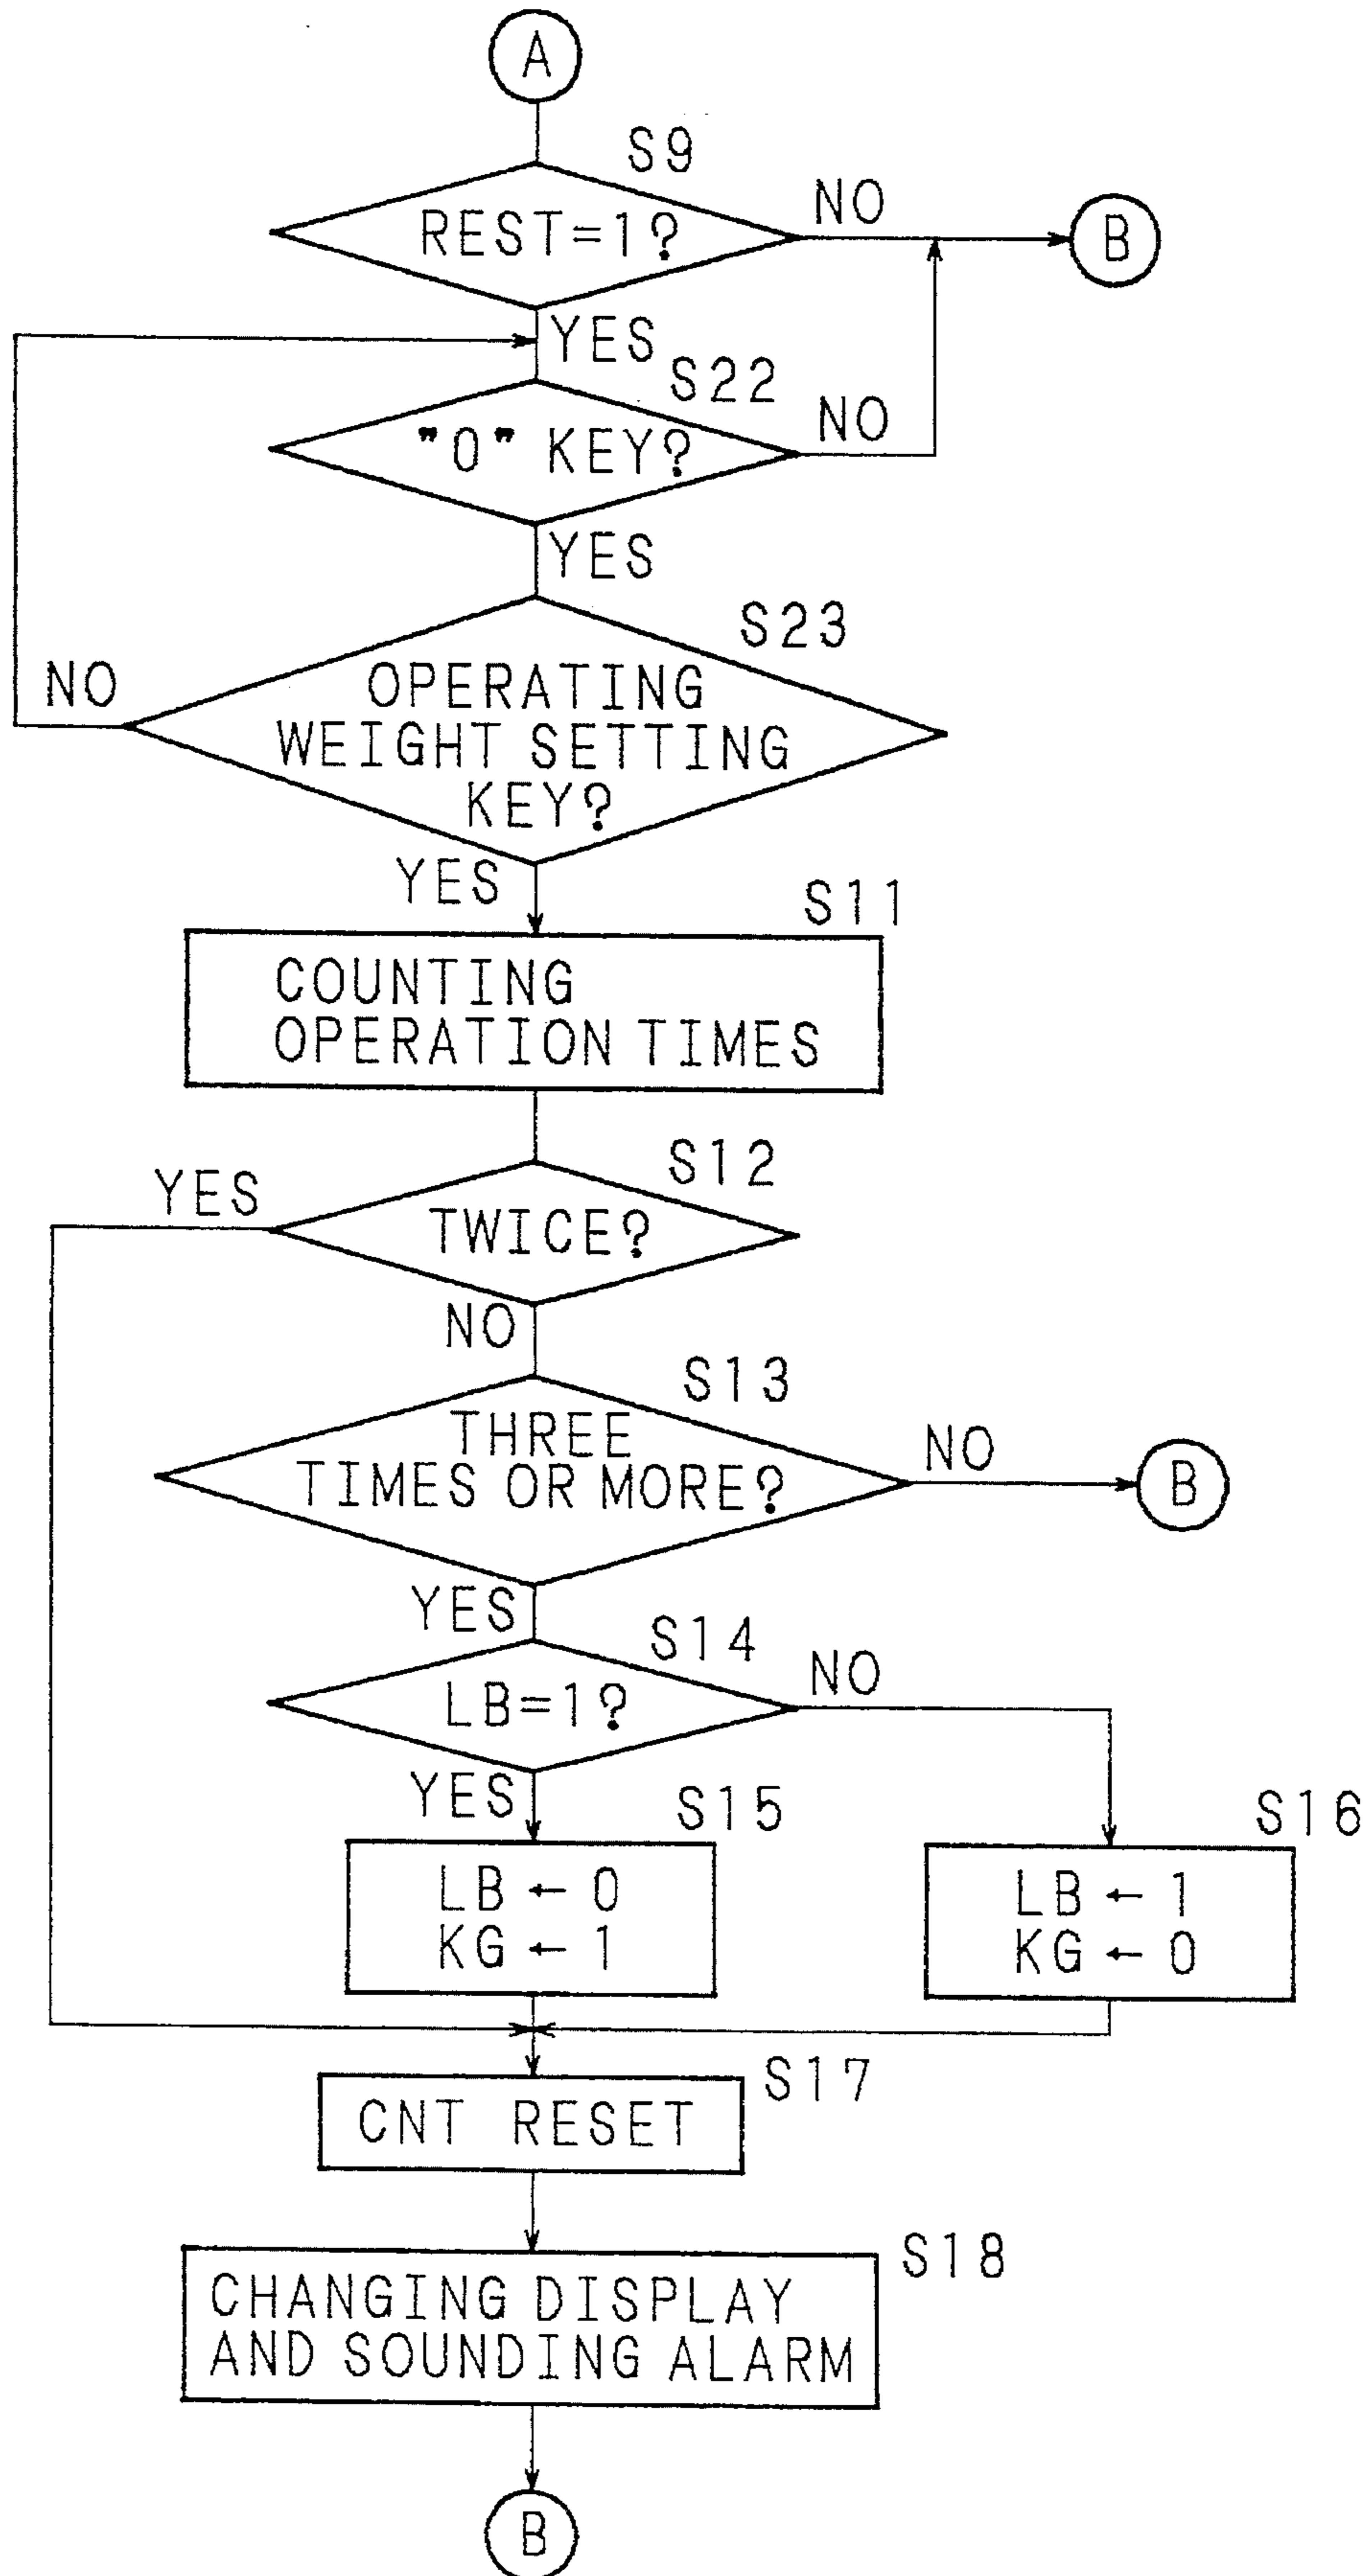 A
S9
REST=1?
NO
B
YES
S22
"0" KEY?
NO
YES
S23
NO
OPERATING
WEIGHT SETTING
KEY?
YES
S11
COUNTING
OPERATION TIMES
S12
YES
TWICE?
NO
S13
THREE
TIMES OR MORE?
NO
B
YES
S14
LB=1?
NO
YES
S15
S16
LB ← 0
KG ← 1
LB ← 1
KG ← 0
S17
CNT RESET
S18
CHANGING DISPLAY
AND SOUNDING ALARM
B